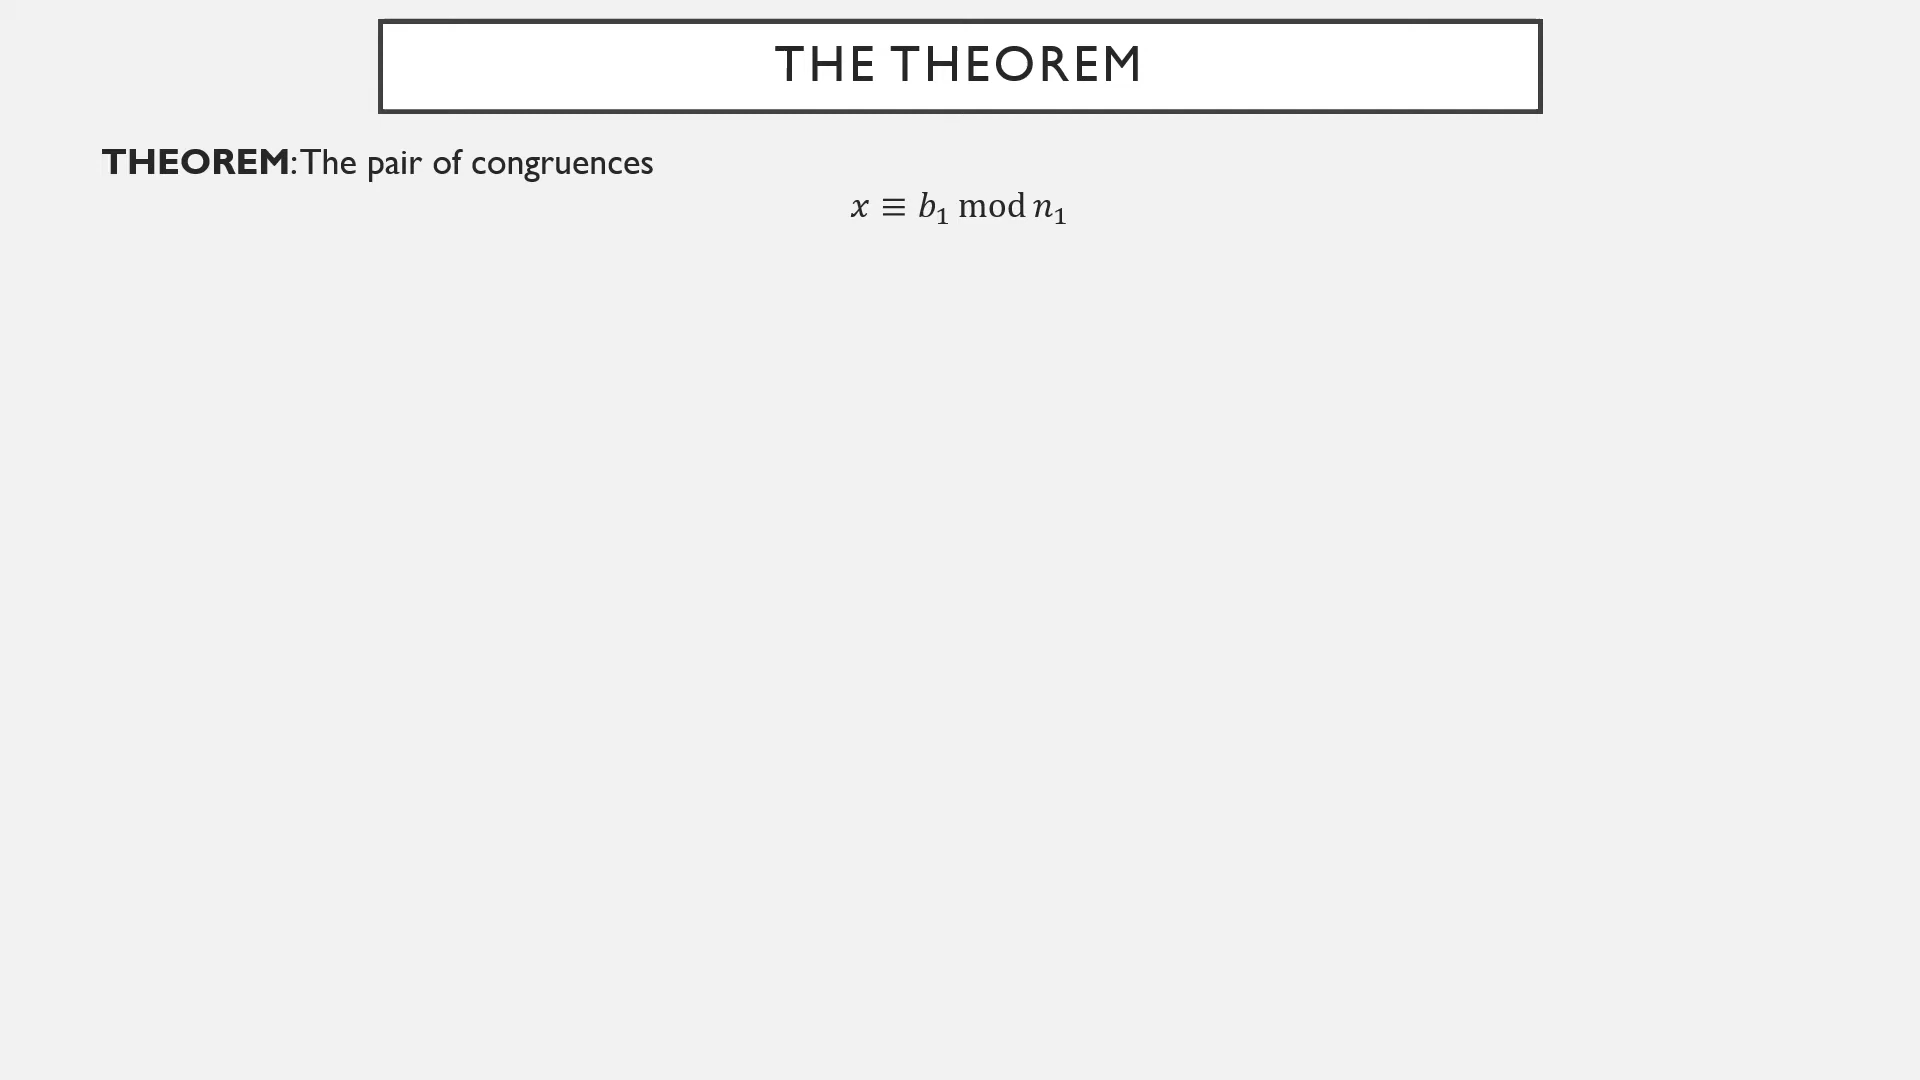 THE THEOREM
THEOREM: The pair of congruences
x ≡ b₁ mod n₁